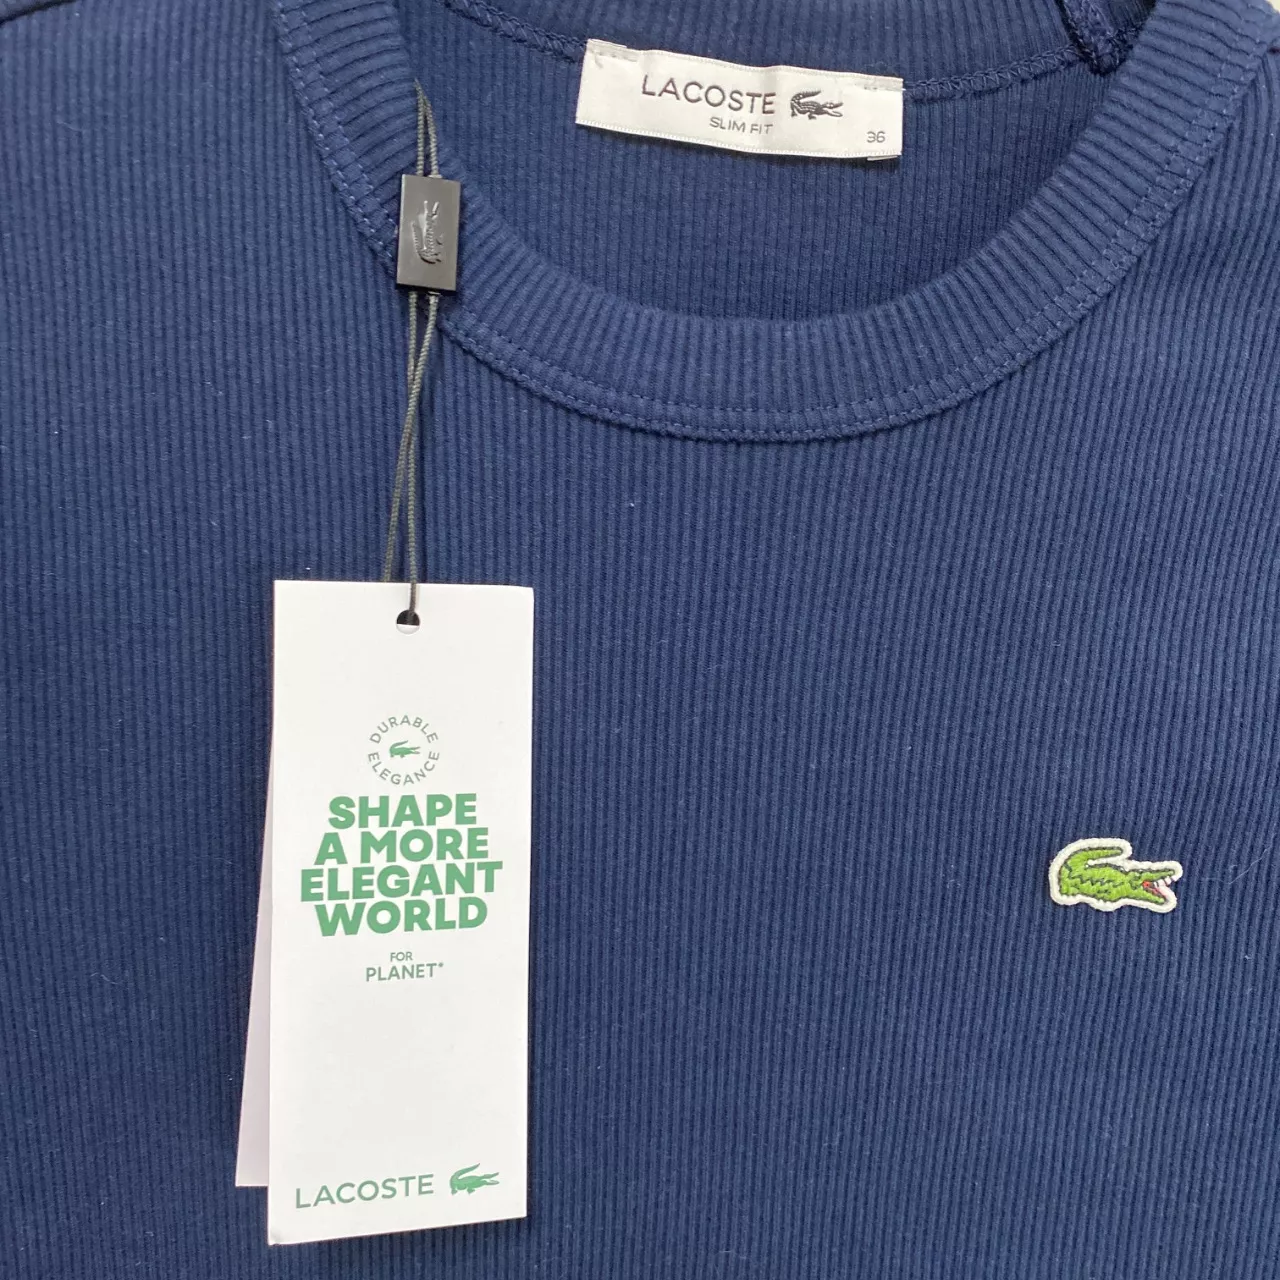 LACOSTE
SLIM FIT
36
DURABLE
ELEGANCE
SHAPE
A MORE
ELEGANT
WORLD
FOR
PLANET*
LACOSTE